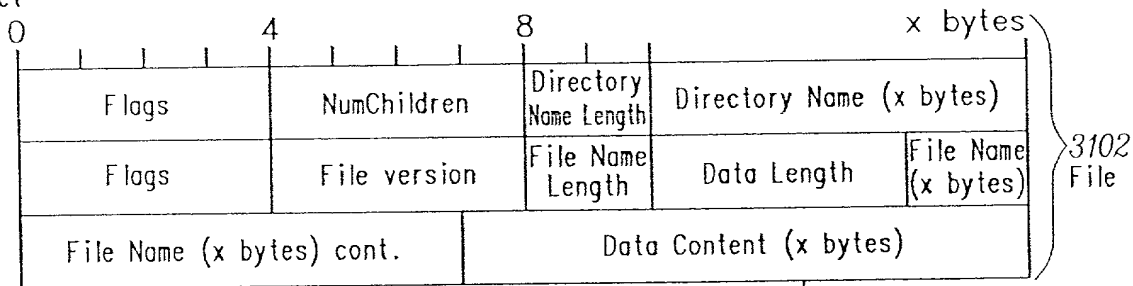 0 4 8 x bytes
Flags NumChildren Directory Name Length Directory Name (x bytes)
Flags File version File Name Length Data Length File Name (x bytes)
File Name (x bytes) cont. Data Content (x bytes)
3102
File